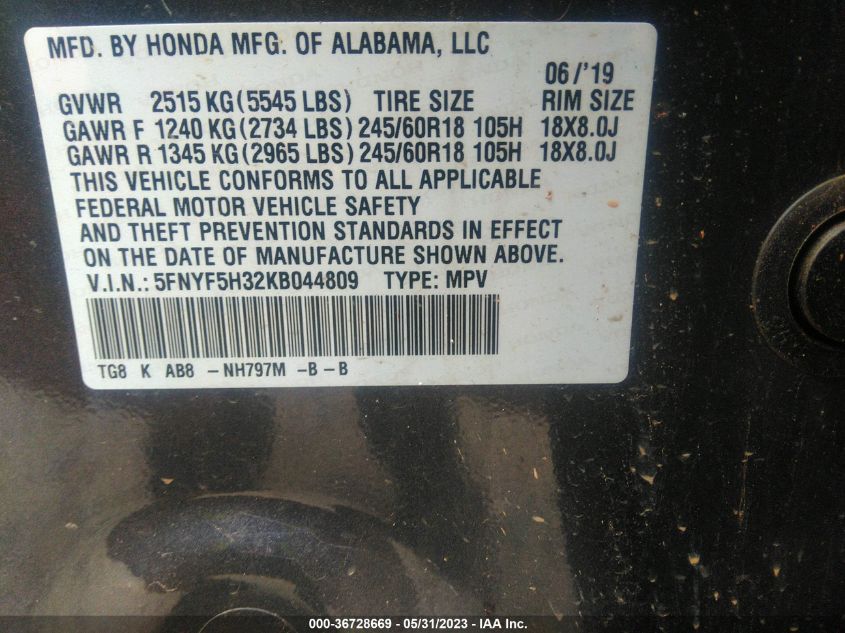 MFD. BY HONDA MFG. OF ALABAMA, LLC
06/'19
GVWR 2515 KG (5545 LBS) TIRE SIZE RIM SIZE
GAWR F 1240 KG (2734 LBS) 245/60R18 105H 18X8.0J
GAWR R 1345 KG (2965 LBS) 245/60R18 105H 18X8.0J
THIS VEHICLE CONFORMS TO ALL APPLICABLE
FEDERAL MOTOR VEHICLE SAFETY
AND THEFT PREVENTION STANDARDS IN EFFECT
ON THE DATE OF MANUFACTURE SHOWN ABOVE.
V.I.N.: 5FNYF5H32KB044809 TYPE: MPV
TG8 K AB8 -NH797M -B-B
000-36728669 - 05/31/2023 - IAA Inc.